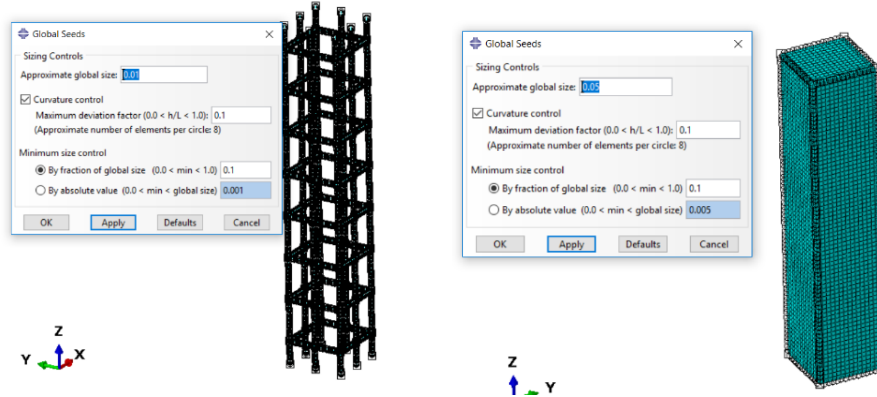 Global Seeds
Sizing Controls
Approximate global size: 0.01
Curvature control
Maximum deviation factor (0.0 < h/L < 1.0): 0.1
(Approximate number of elements per circle: 8)
Minimum size control
By fraction of global size (0.0 < min < 1.0) 0.1
By absolute value (0.0 < min < global size) 0.001
OK Apply Defaults Cancel
Z
Y X
Global Seeds
Sizing Controls
Approximate global size: 0.05
Curvature control
Maximum deviation factor (0.0 < h/L < 1.0): 0.1
(Approximate number of elements per circle: 8)
Minimum size control
By fraction of global size (0.0 < min < 1.0) 0.1
By absolute value (0.0 < min < global size) 0.005
OK Apply Defaults Cancel
Z
Y